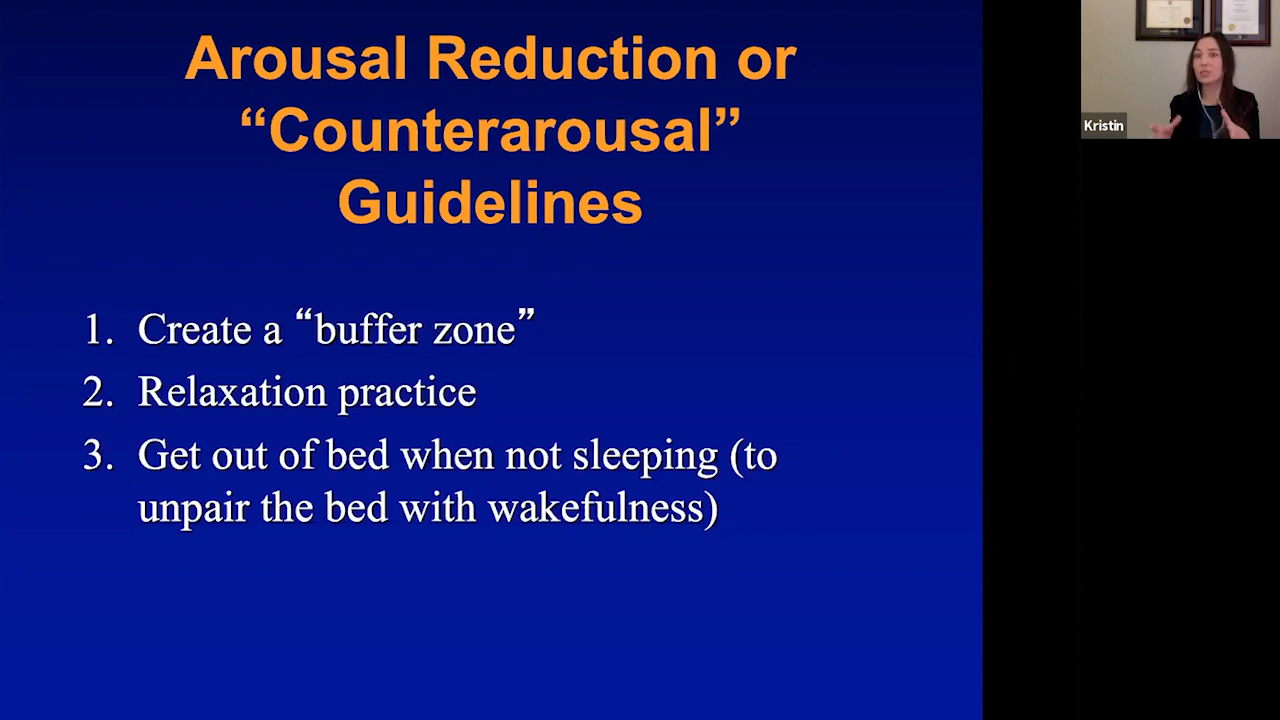 Arousal Reduction or
“Counterarousal”
Guidelines
1. Create a “buffer zone”
2. Relaxation practice
3. Get out of bed when not sleeping (to
unpair the bed with wakefulness)
Kristin